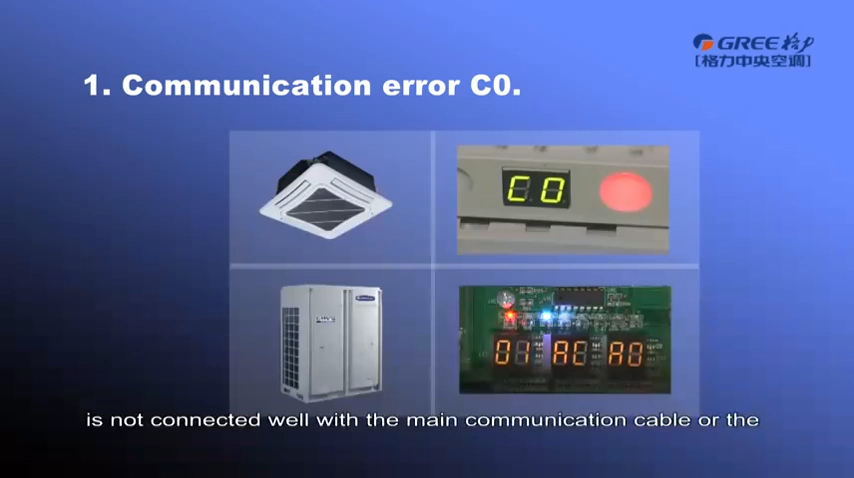 GREE 格力
[格力中央空调]
1. Communication error C0.
C0
01 AC A0
is not connected well with the main communication cable or the